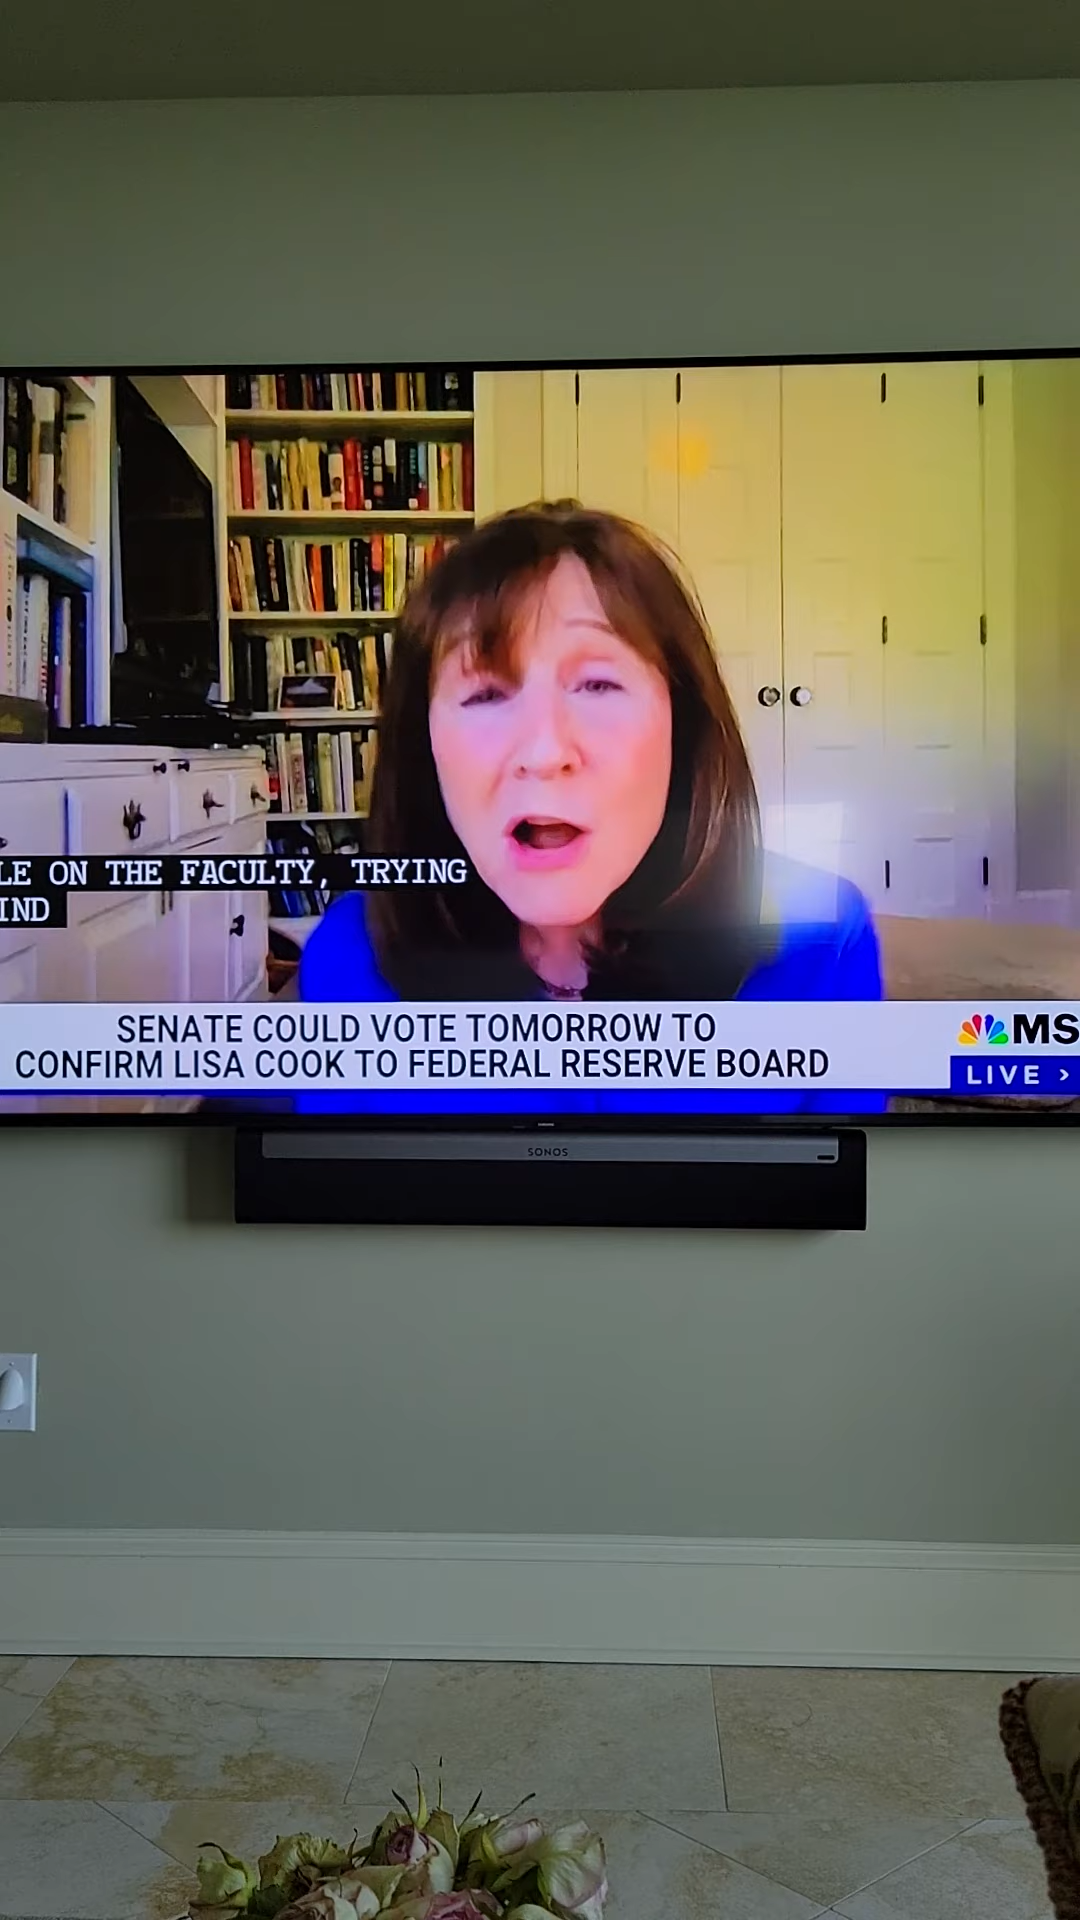 LE ON THE FACULTY, TRYING
IND
SENATE COULD VOTE TOMORROW TO
CONFIRM LISA COOK TO FEDERAL RESERVE BOARD
MS
LIVE >
SONOS